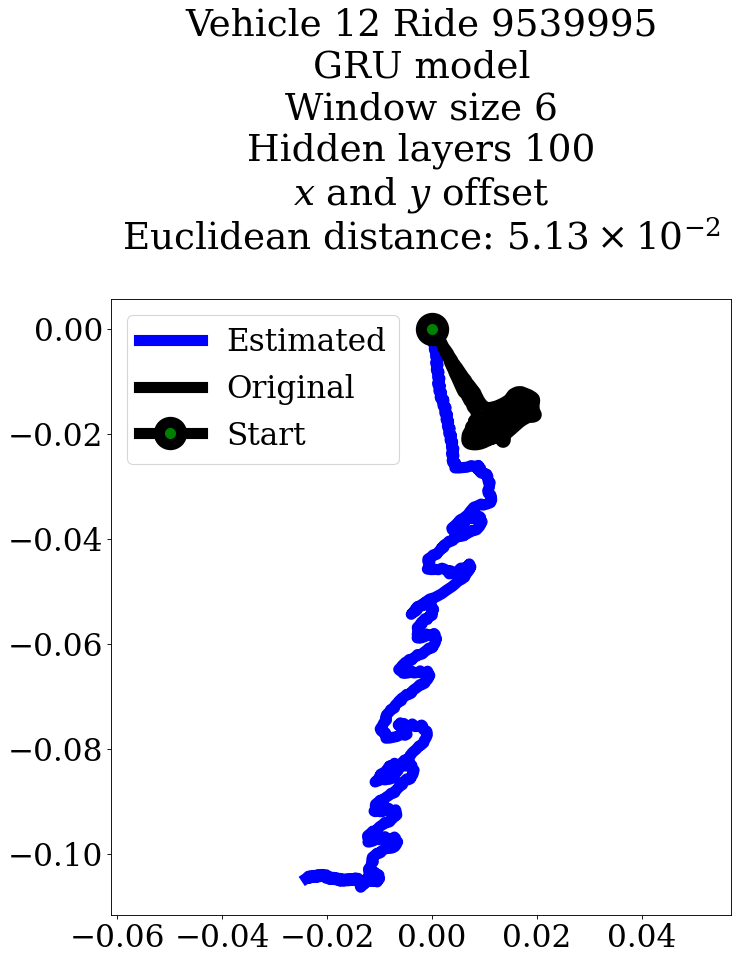 Vehicle 12 Ride 9539995
GRU model
Window size 6
Hidden layers 100
x and y offset
Euclidean distance: 5.13 × 10⁻²
Estimated
Original
Start
0.00
−0.02
−0.04
−0.06
−0.08
−0.10
−0.06 −0.04 −0.02 0.00 0.02 0.04